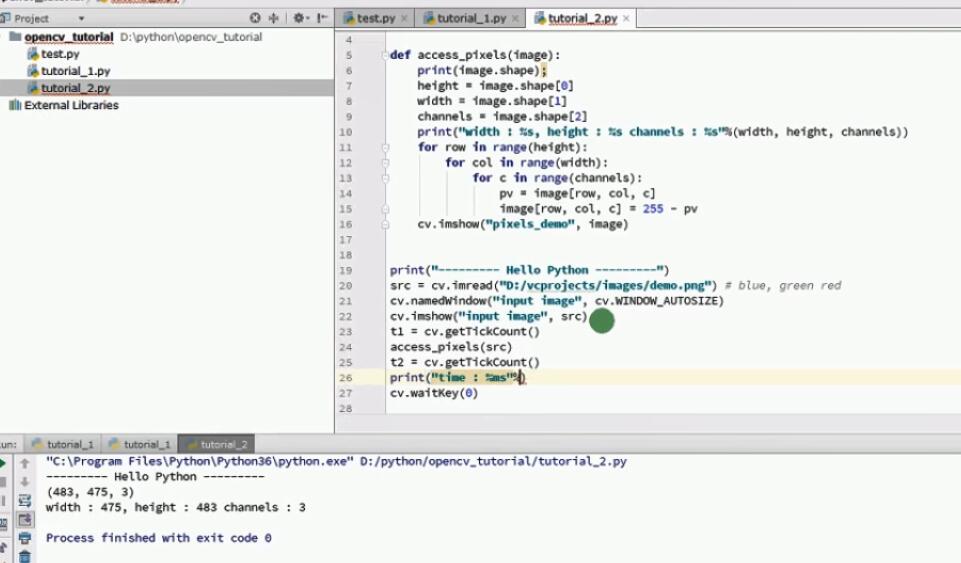 Project
test.py
tutorial_1.py
tutorial_2.py
opencv_tutorial D:\python\opencv_tutorial
test.py
tutorial_1.py
tutorial_2.py
External Libraries
4
5 def access_pixels(image):
6 print(image.shape);
7 height = image.shape[0]
8 width = image.shape[1]
9 channels = image.shape[2]
10 print("width : %s, height : %s channels : %s"%(width, height, channels))
11 for row in range(height):
12 for col in range(width):
13 for c in range(channels):
14 pv = image[row, col, c]
15 image[row, col, c] = 255 - pv
16 cv.imshow("pixels_demo", image)
17
18
19 print("--------- Hello Python ---------")
20 src = cv.imread("D:/vcprojects/images/demo.png") # blue, green red
21 cv.namedWindow("input image", cv.WINDOW_AUTOSIZE)
22 cv.imshow("input image", src)
23 t1 = cv.getTickCount()
24 access_pixels(src)
25 t2 = cv.getTickCount()
26 print("time : %ms"%)
27 cv.waitKey(0)
28
un: tutorial_1 tutorial_1 tutorial_2
"C:\Program Files\Python\Python36\python.exe" D:/python/opencv_tutorial/tutorial_2.py
--------- Hello Python ---------
(483, 475, 3)
width : 475, height : 483 channels : 3
Process finished with exit code 0